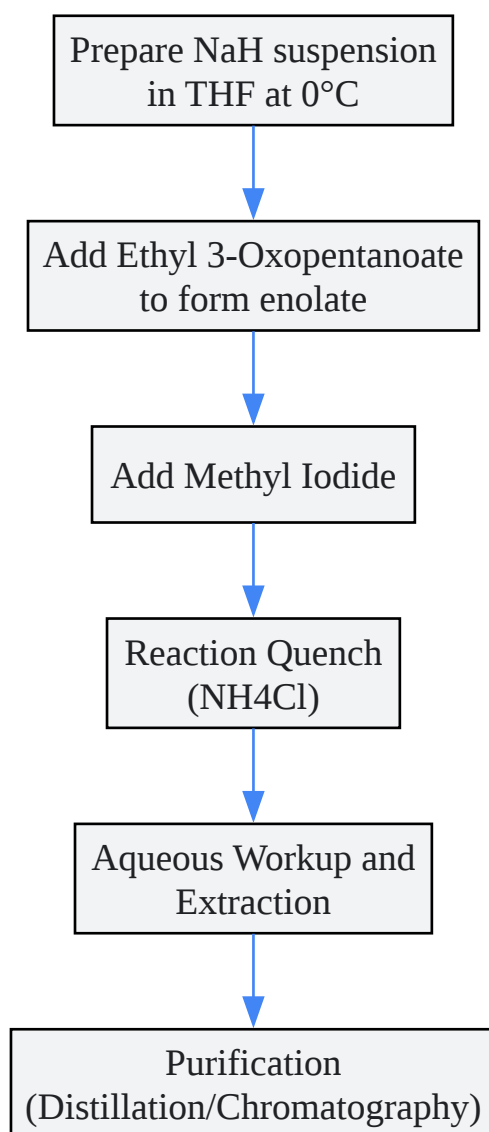 Prepare NaH suspension
in THF at 0°C
Add Ethyl 3-Oxopentanoate
to form enolate
Add Methyl Iodide
Reaction Quench
(NH4Cl)
Aqueous Workup and
Extraction
Purification
(Distillation/Chromatography)